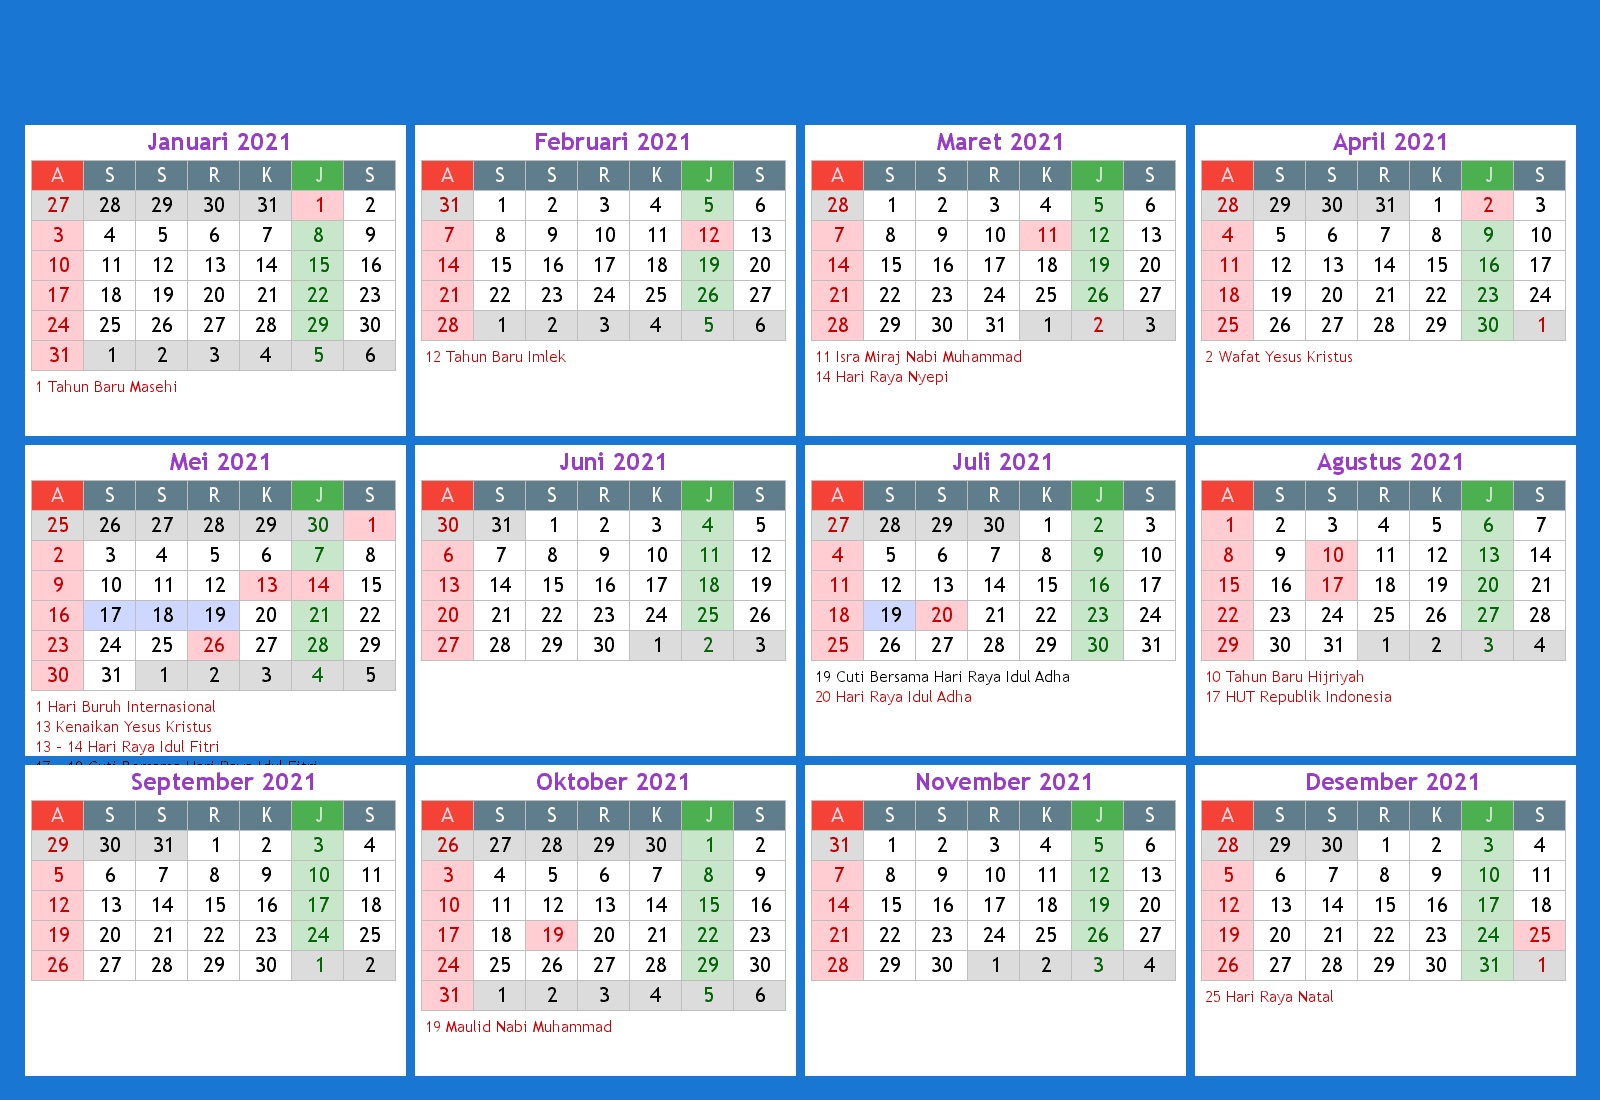 Januari 2021
A S S R K J S
27 28 29 30 31 1 2
3 4 5 6 7 8 9
10 11 12 13 14 15 16
17 18 19 20 21 22 23
24 25 26 27 28 29 30
31 1 2 3 4 5 6
1 Tahun Baru Masehi
Februari 2021
A S S R K J S
31 1 2 3 4 5 6
7 8 9 10 11 12 13
14 15 16 17 18 19 20
21 22 23 24 25 26 27
28 1 2 3 4 5 6
12 Tahun Baru Imlek
Maret 2021
A S S R K J S
28 1 2 3 4 5 6
7 8 9 10 11 12 13
14 15 16 17 18 19 20
21 22 23 24 25 26 27
28 29 30 31 1 2 3
11 Isra Miraj Nabi Muhammad
14 Hari Raya Nyepi
April 2021
A S S R K J S
28 29 30 31 1 2 3
4 5 6 7 8 9 10
11 12 13 14 15 16 17
18 19 20 21 22 23 24
25 26 27 28 29 30 1
2 Wafat Yesus Kristus
Mei 2021
A S S R K J S
25 26 27 28 29 30 1
2 3 4 5 6 7 8
9 10 11 12 13 14 15
16 17 18 19 20 21 22
23 24 25 26 27 28 29
30 31 1 2 3 4 5
1 Hari Buruh Internasional
13 Kenaikan Yesus Kristus
13 - 14 Hari Raya Idul Fitri
Juni 2021
A S S R K J S
30 31 1 2 3 4 5
6 7 8 9 10 11 12
13 14 15 16 17 18 19
20 21 22 23 24 25 26
27 28 29 30 1 2 3
Juli 2021
A S S R K J S
27 28 29 30 1 2 3
4 5 6 7 8 9 10
11 12 13 14 15 16 17
18 19 20 21 22 23 24
25 26 27 28 29 30 31
19 Cuti Bersama Hari Raya Idul Adha
20 Hari Raya Idul Adha
Agustus 2021
A S S R K J S
1 2 3 4 5 6 7
8 9 10 11 12 13 14
15 16 17 18 19 20 21
22 23 24 25 26 27 28
29 30 31 1 2 3 4
10 Tahun Baru Hijriyah
17 HUT Republik Indonesia
September 2021
A S S R K J S
29 30 31 1 2 3 4
5 6 7 8 9 10 11
12 13 14 15 16 17 18
19 20 21 22 23 24 25
26 27 28 29 30 1 2
Oktober 2021
A S S R K J S
26 27 28 29 30 1 2
3 4 5 6 7 8 9
10 11 12 13 14 15 16
17 18 19 20 21 22 23
24 25 26 27 28 29 30
31 1 2 3 4 5 6
19 Maulid Nabi Muhammad
November 2021
A S S R K J S
31 1 2 3 4 5 6
7 8 9 10 11 12 13
14 15 16 17 18 19 20
21 22 23 24 25 26 27
28 29 30 1 2 3 4
Desember 2021
A S S R K J S
28 29 30 1 2 3 4
5 6 7 8 9 10 11
12 13 14 15 16 17 18
19 20 21 22 23 24 25
26 27 28 29 30 31 1
25 Hari Raya Natal